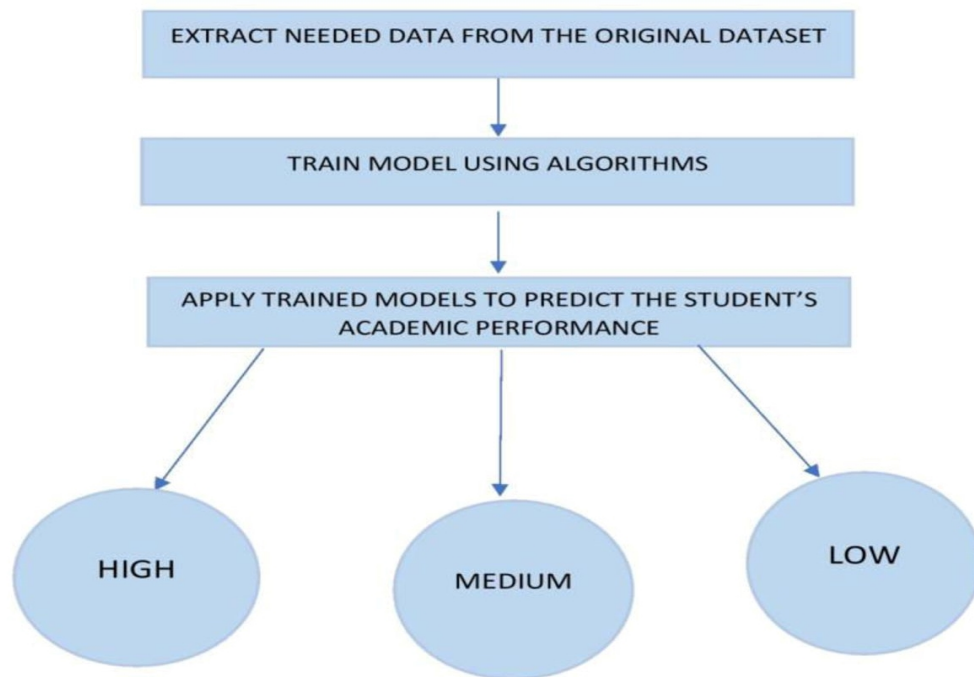 EXTRACT NEEDED DATA FROM THE ORIGINAL DATASET
TRAIN MODEL USING ALGORITHMS
APPLY TRAINED MODELS TO PREDICT THE STUDENT’S
ACADEMIC PERFORMANCE
HIGH
MEDIUM
LOW